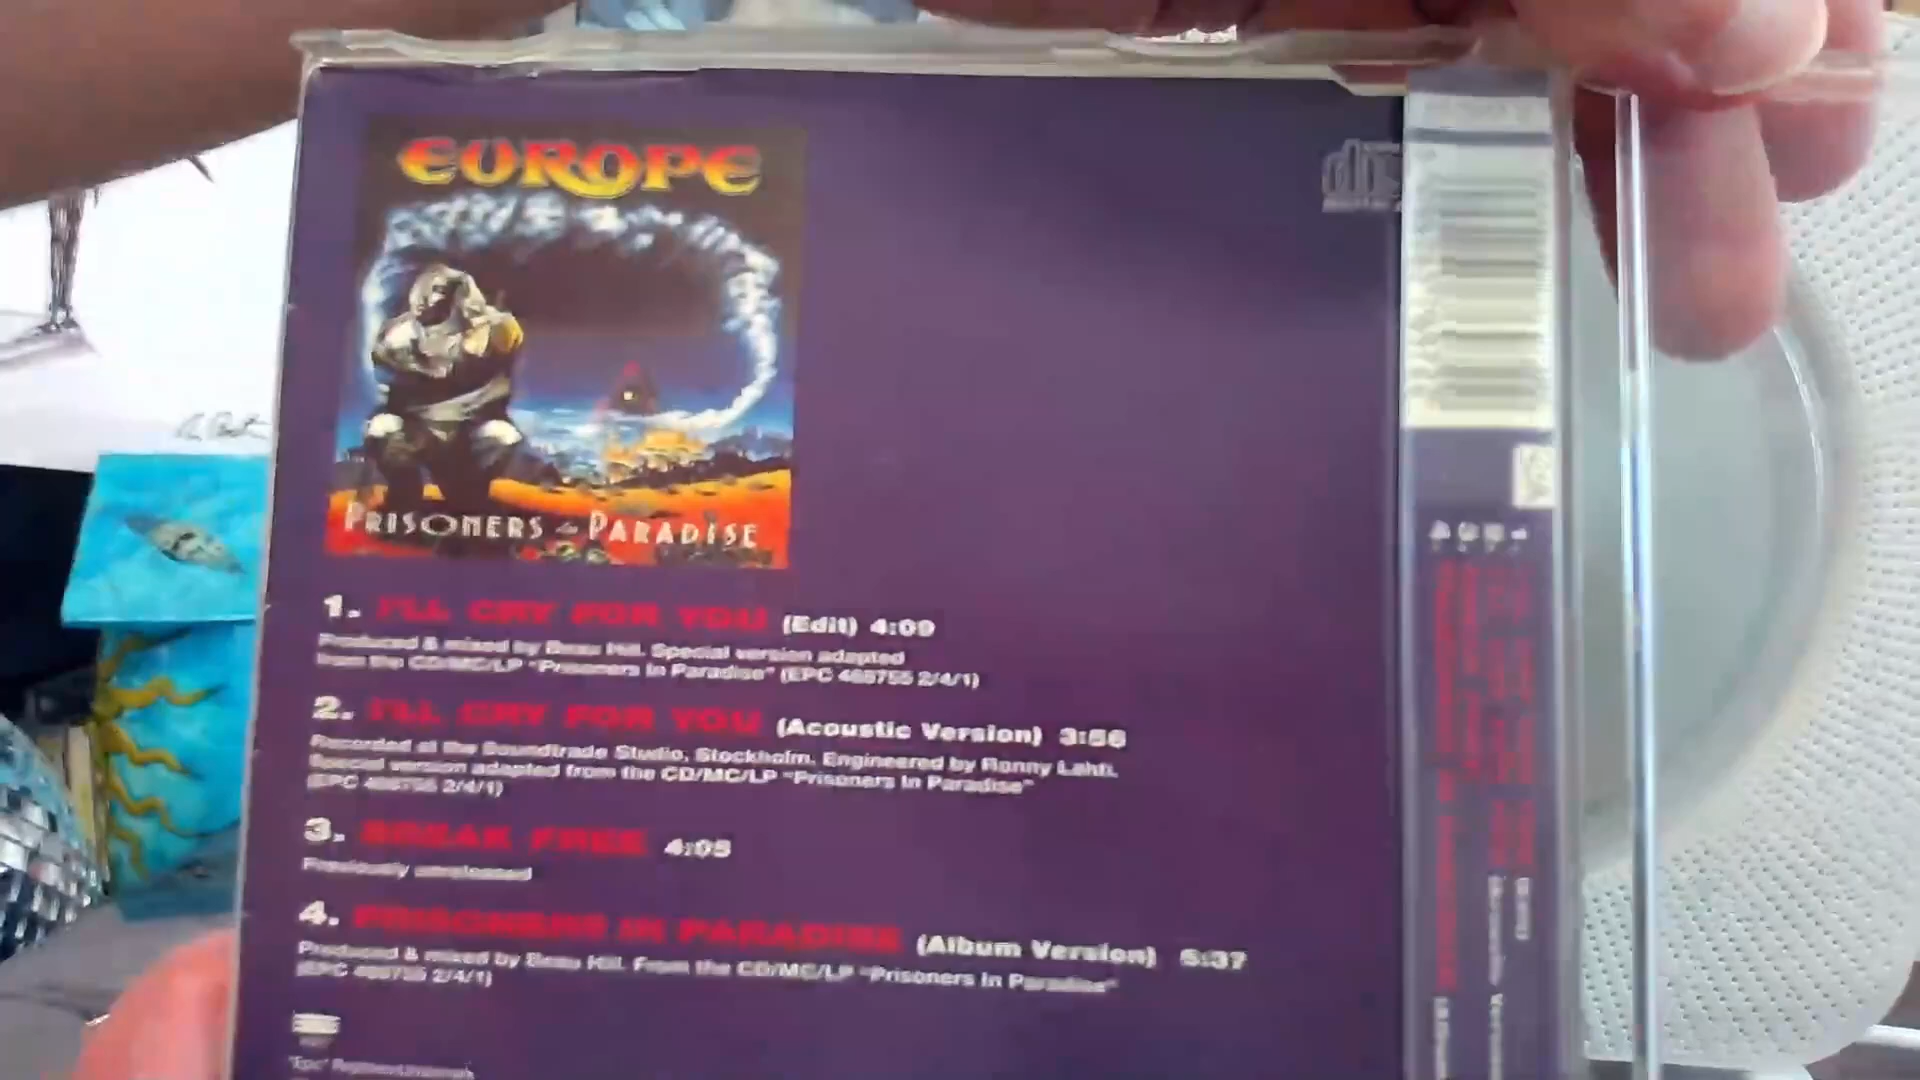 EUROPE
PRISONERS in PARADISE
1. I'LL CRY FOR YOU (Edit) 4:09
Produced & mixed by Beau Hill. Special version adapted
from the CD/MC/LP "Prisoners In Paradise" (EPC 468755 2/4/1)
2. I'LL CRY FOR YOU (Acoustic Version) 3:56
Recorded at the Soundtrade Studio, Stockholm. Engineered by Ronny Lahti.
Special version adapted from the CD/MC/LP "Prisoners In Paradise"
(EPC 468755 2/4/1)
3. BREAK FREE 4:05
Previously unreleased
4. PRISONERS IN PARADISE (Album Version) 5:37
Produced & mixed by Beau Hill. From the CD/MC/LP "Prisoners In Paradise"
(EPC 468755 2/4/1)
"Epic"